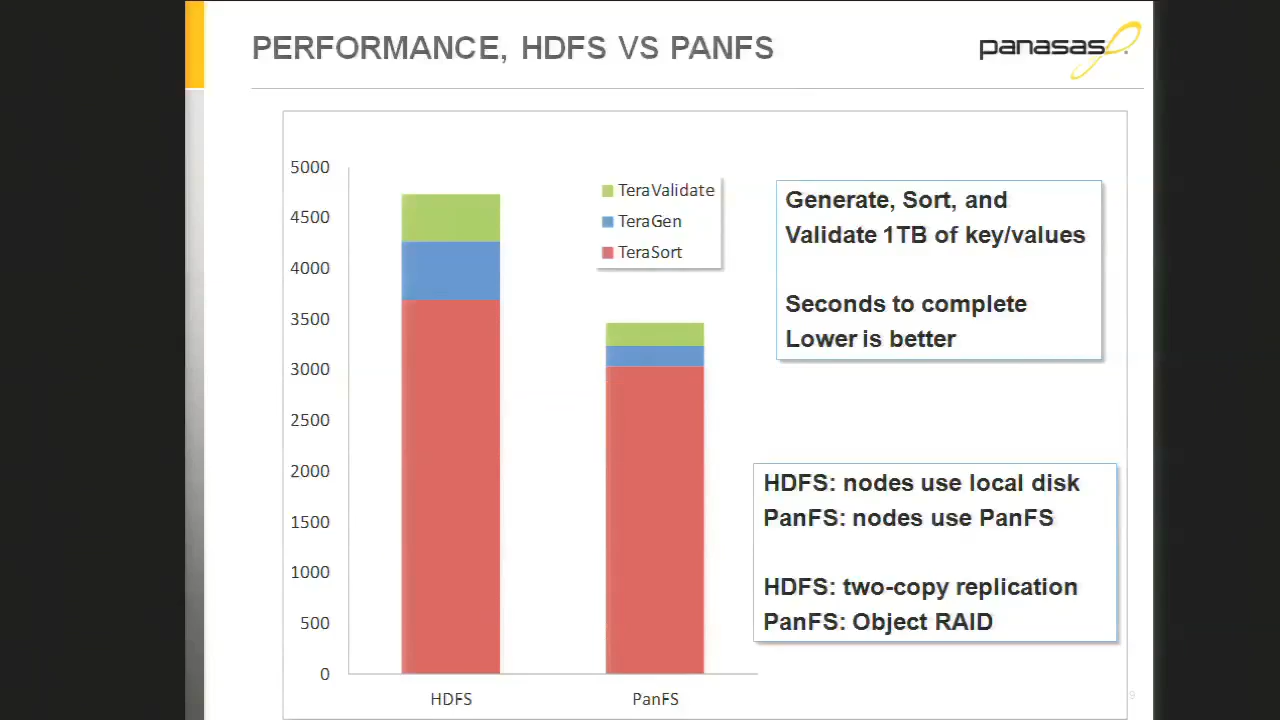 PERFORMANCE, HDFS VS PANFS
panasas
5000
4500
4000
3500
3000
2500
2000
1500
1000
500
0
HDFS
PanFS
TeraValidate
TeraGen
TeraSort
Generate, Sort, and
Validate 1TB of key/values
Seconds to complete
Lower is better
HDFS: nodes use local disk
PanFS: nodes use PanFS
HDFS: two-copy replication
PanFS: Object RAID
9